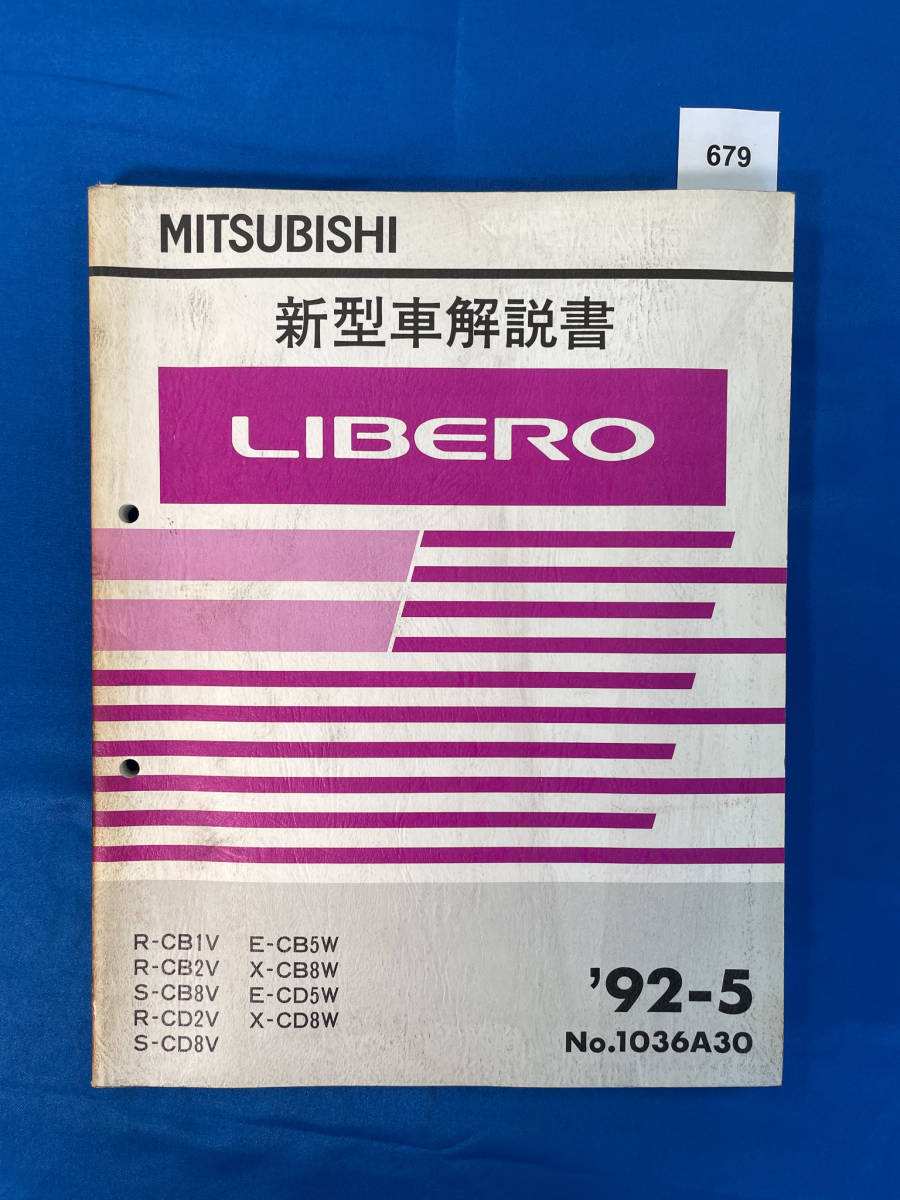 679
MITSUBISHI
新型車解説書
LIBERO
R-CB1V E-CB5W
R-CB2V X-CB8W
S-CB8V E-CD5W
R-CD2V X-CD8W
S-CD8V
'92-5
No.1036A30